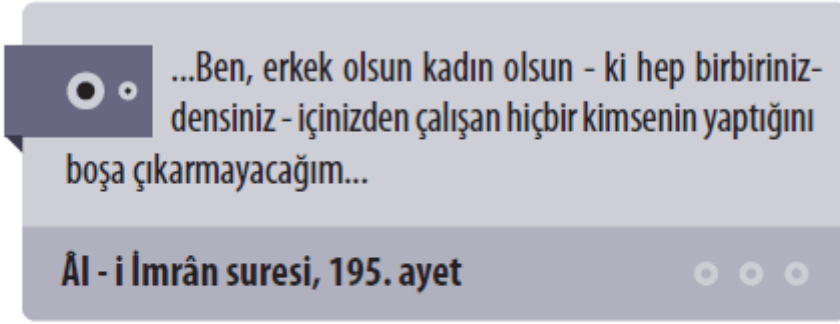 ...Ben, erkek olsun kadın olsun - ki hep birbiriniz-
densiniz - içinizden çalışan hiçbir kimsenin yaptığını
boşa çıkarmayacağım...
Âl - i İmrân suresi, 195. ayet